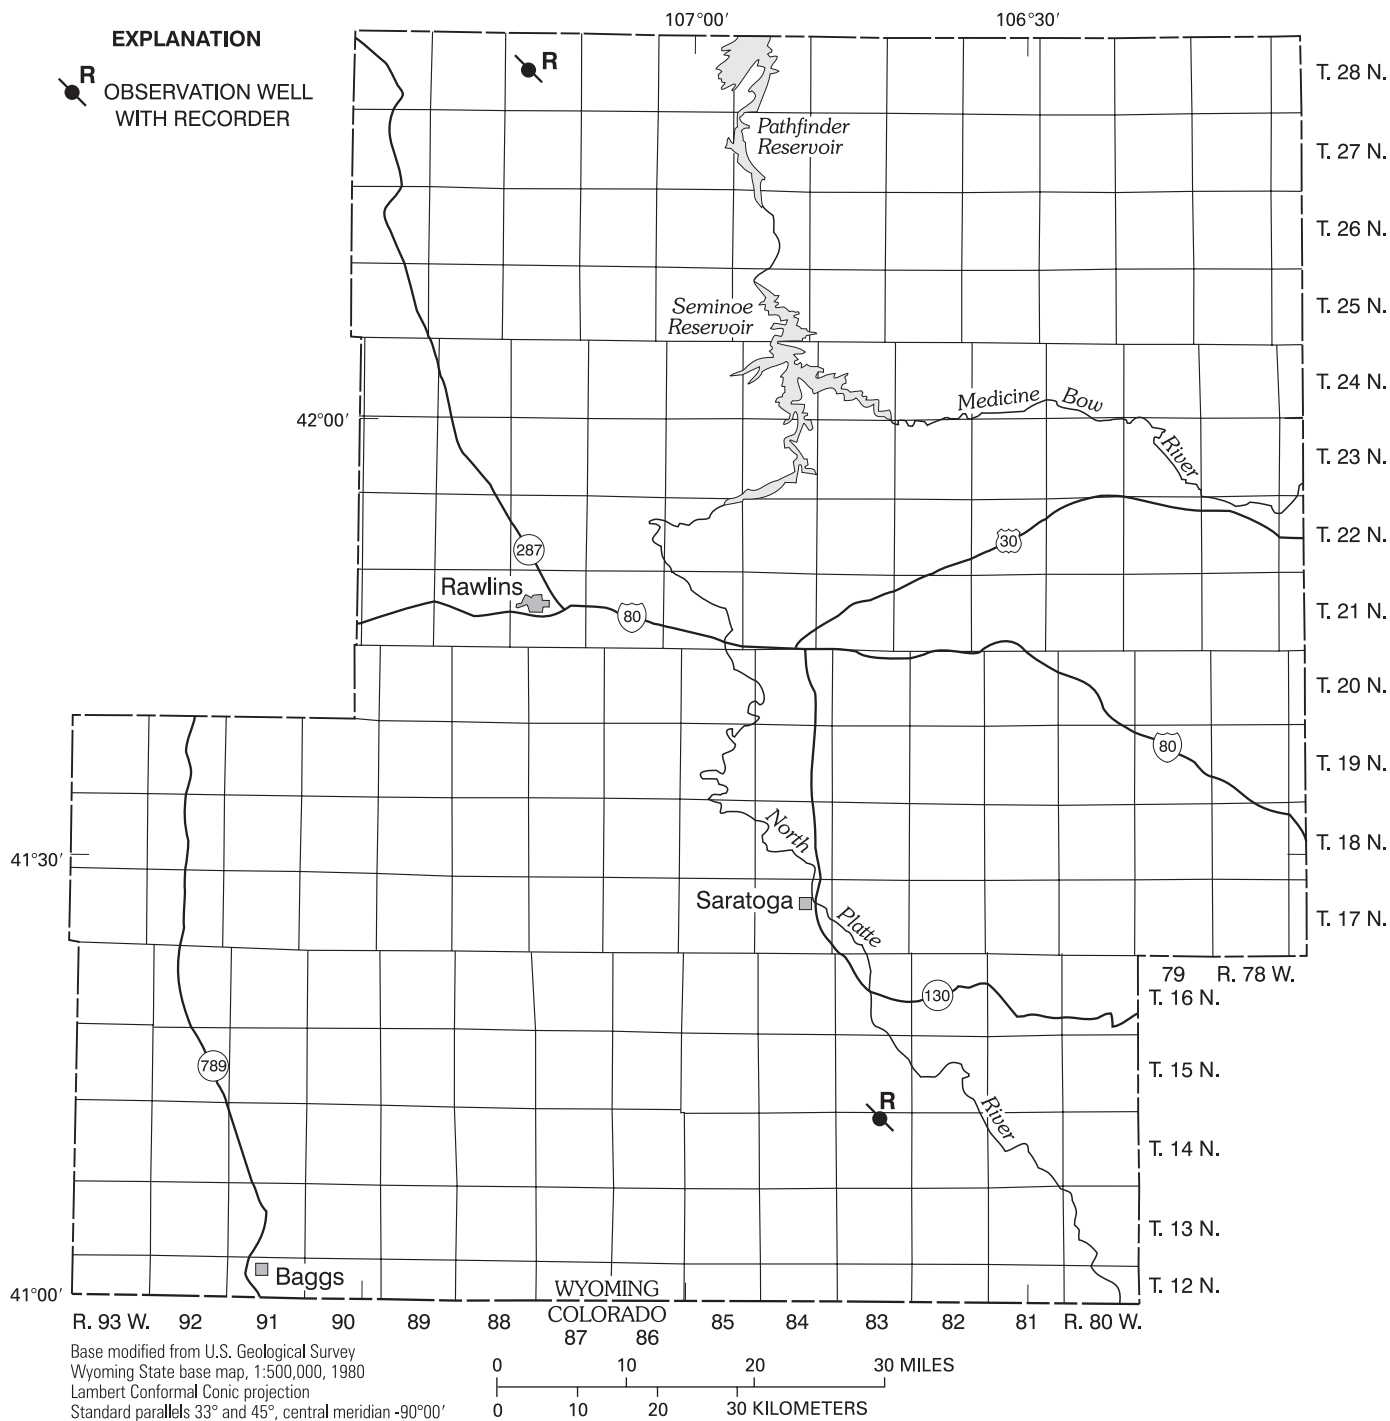 107°00′ 106°30′
EXPLANATION
R OBSERVATION WELL
WITH RECORDER
R
T. 28 N.
Pathfinder
Reservoir
T. 27 N.
T. 26 N.
Seminoe
Reservoir
T. 25 N.
T. 24 N.
Medicine Bow
River
42°00′
T. 23 N.
T. 22 N.
30
287
Rawlins
80
T. 21 N.
T. 20 N.
80
T. 19 N.
North
T. 18 N.
41°30′
Saratoga
Platte
T. 17 N.
79 R. 78 W.
130
T. 16 N.
789
T. 15 N.
R
River
T. 14 N.
T. 13 N.
Baggs
T. 12 N.
41°00′
WYOMING
COLORADO
R. 93 W. 92 91 90 89 88 87 86 85 84 83 82 81 R. 80 W.
Base modified from U.S. Geological Survey
Wyoming State base map, 1:500,000, 1980
Lambert Conformal Conic projection
Standard parallels 33° and 45°, central meridian -90°00′
0 10 20 30 MILES
0 10 20 30 KILOMETERS